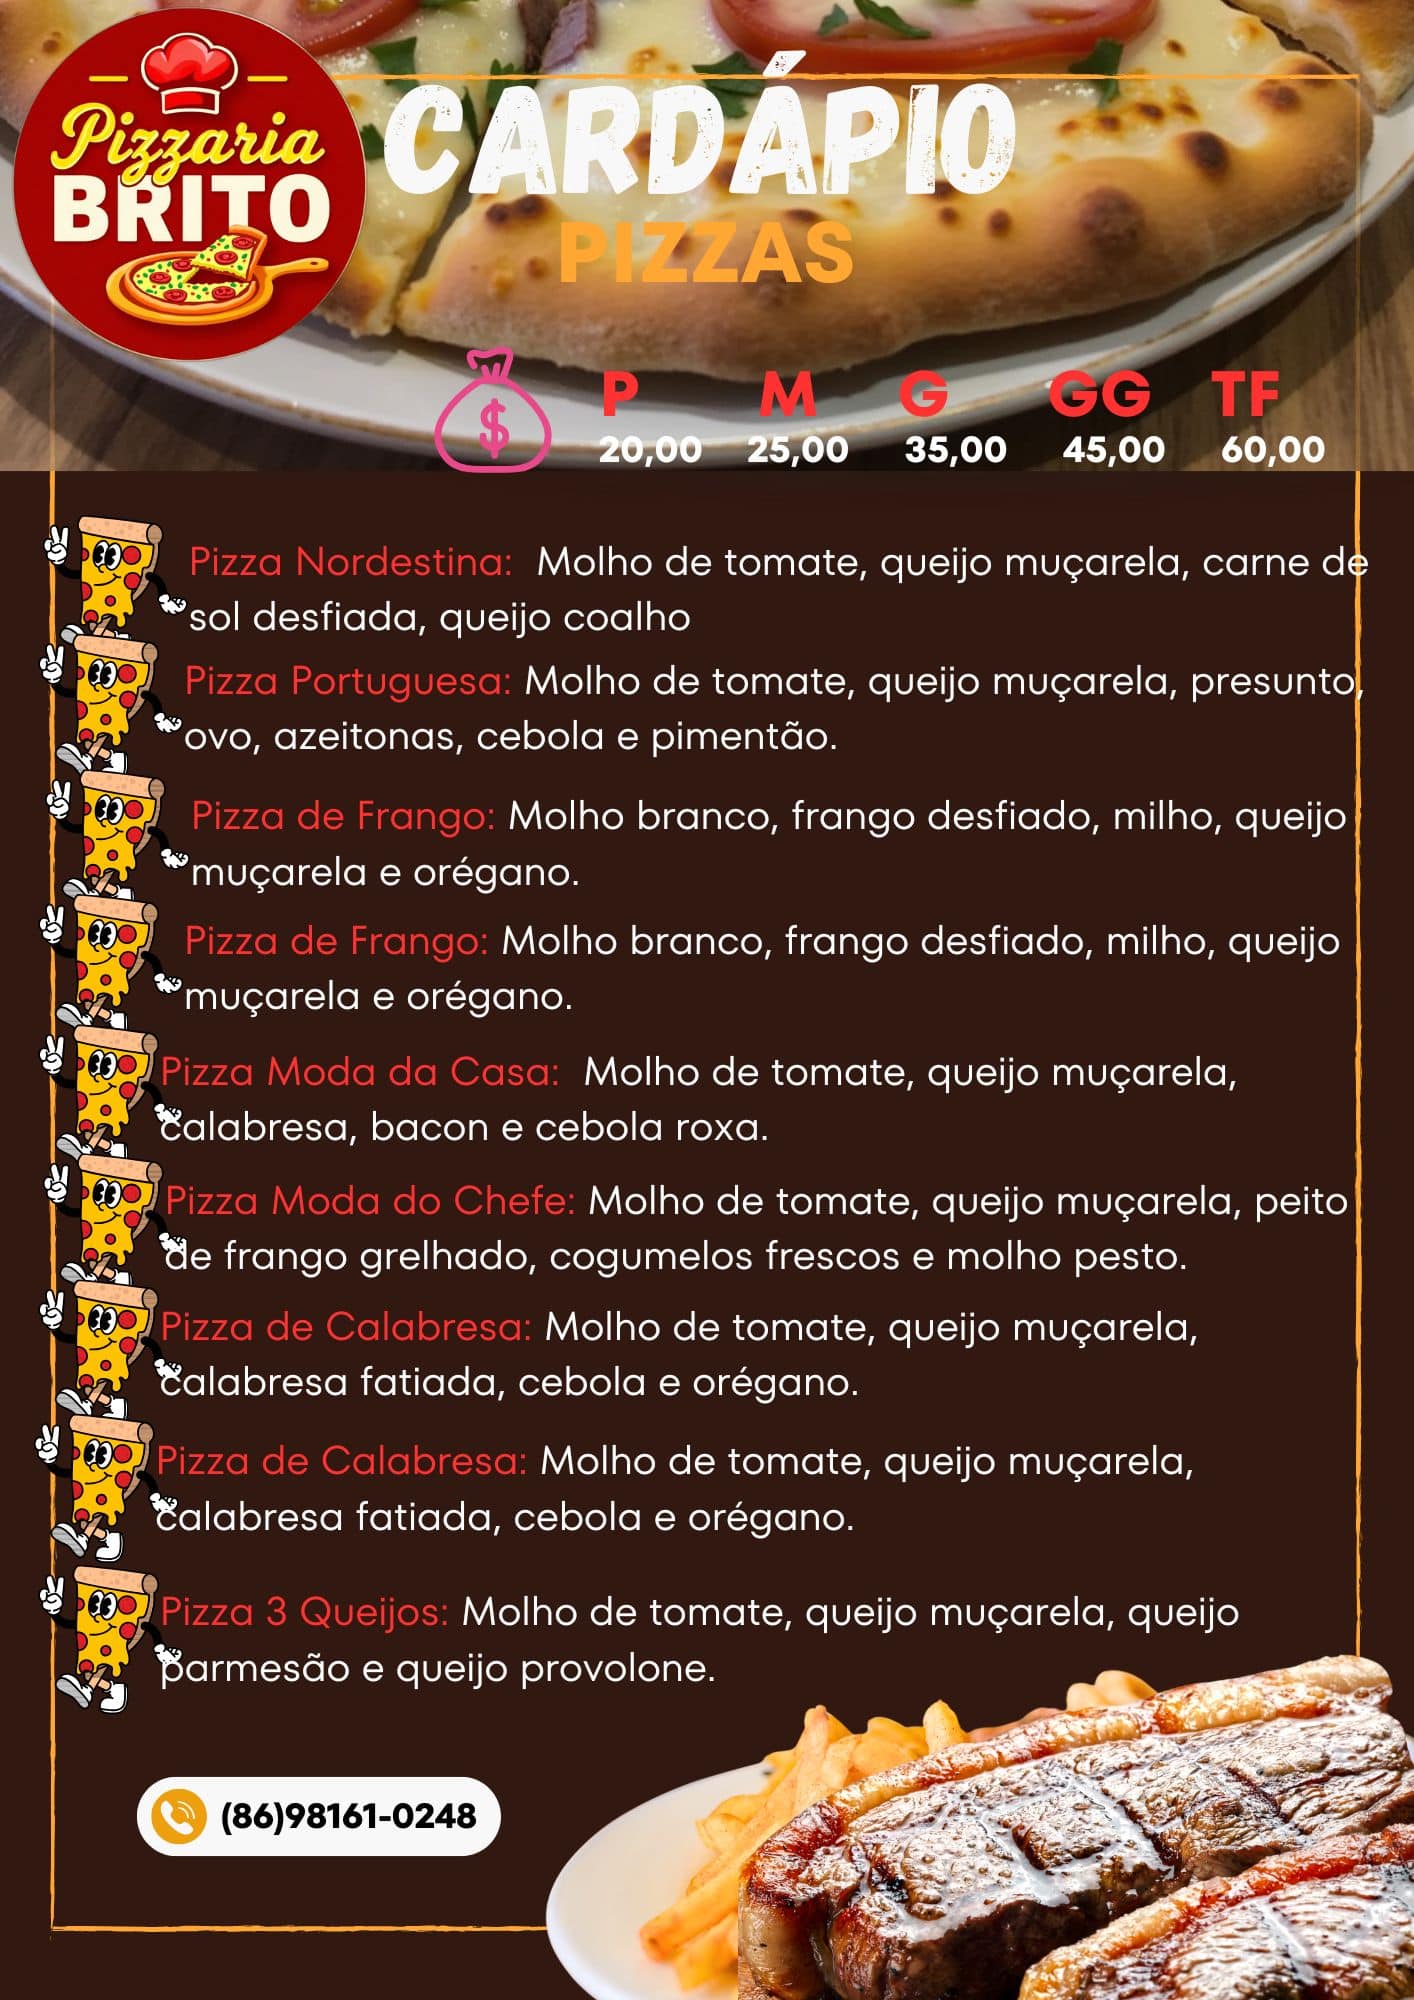 Pizzaria
BRITO
CARDÁPIO
PIZZAS
$
P M G GG TF
20,00 25,00 35,00 45,00 60,00
Pizza Nordestina: Molho de tomate, queijo muçarela, carne de
sol desfiada, queijo coalho
Pizza Portuguesa: Molho de tomate, queijo muçarela, presunto,
ovo, azeitonas, cebola e pimentão.
Pizza de Frango: Molho branco, frango desfiado, milho, queijo
muçarela e orégano.
Pizza de Frango: Molho branco, frango desfiado, milho, queijo
muçarela e orégano.
Pizza Moda da Casa: Molho de tomate, queijo muçarela,
calabresa, bacon e cebola roxa.
Pizza Moda do Chefe: Molho de tomate, queijo muçarela, peito
de frango grelhado, cogumelos frescos e molho pesto.
Pizza de Calabresa: Molho de tomate, queijo muçarela,
calabresa fatiada, cebola e orégano.
Pizza de Calabresa: Molho de tomate, queijo muçarela,
calabresa fatiada, cebola e orégano.
Pizza 3 Queijos: Molho de tomate, queijo muçarela, queijo
parmesão e queijo provolone.
(86)98161-0248